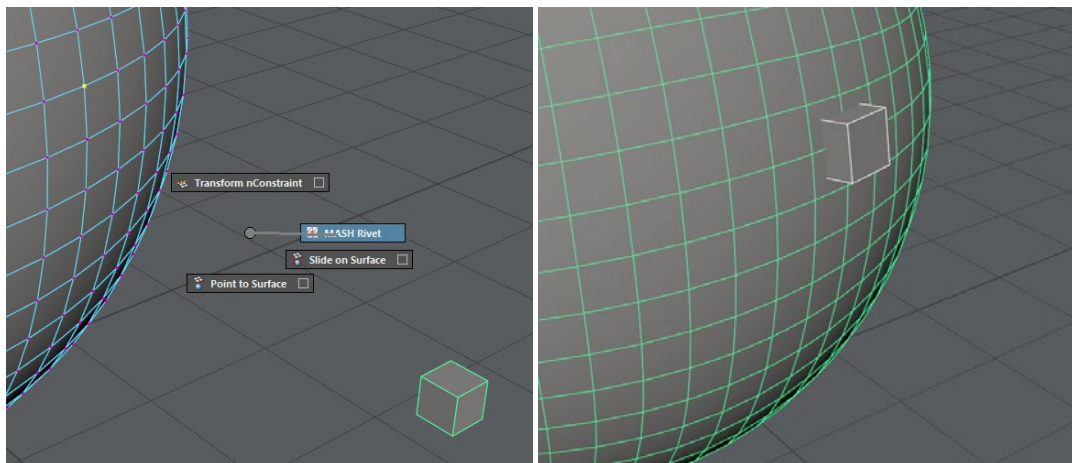 Transform nConstraint
MASH Rivet
Slide on Surface
Point to Surface